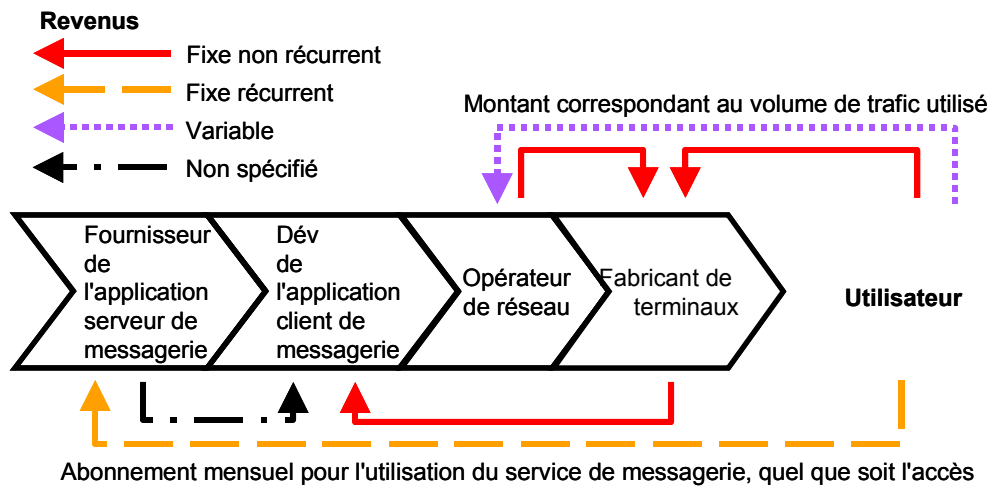 Revenus
Fixe non récurrent
Fixe récurrent
Variable
Non spécifié
Montant correspondant au volume de trafic utilisé
Fournisseur
de
l'application
serveur de
messagerie
Dév
de
l'application
client de
messagerie
Opérateur
de réseau
Fabricant de
terminaux
Utilisateur
Abonnement mensuel pour l'utilisation du service de messagerie, quel que soit l'accès